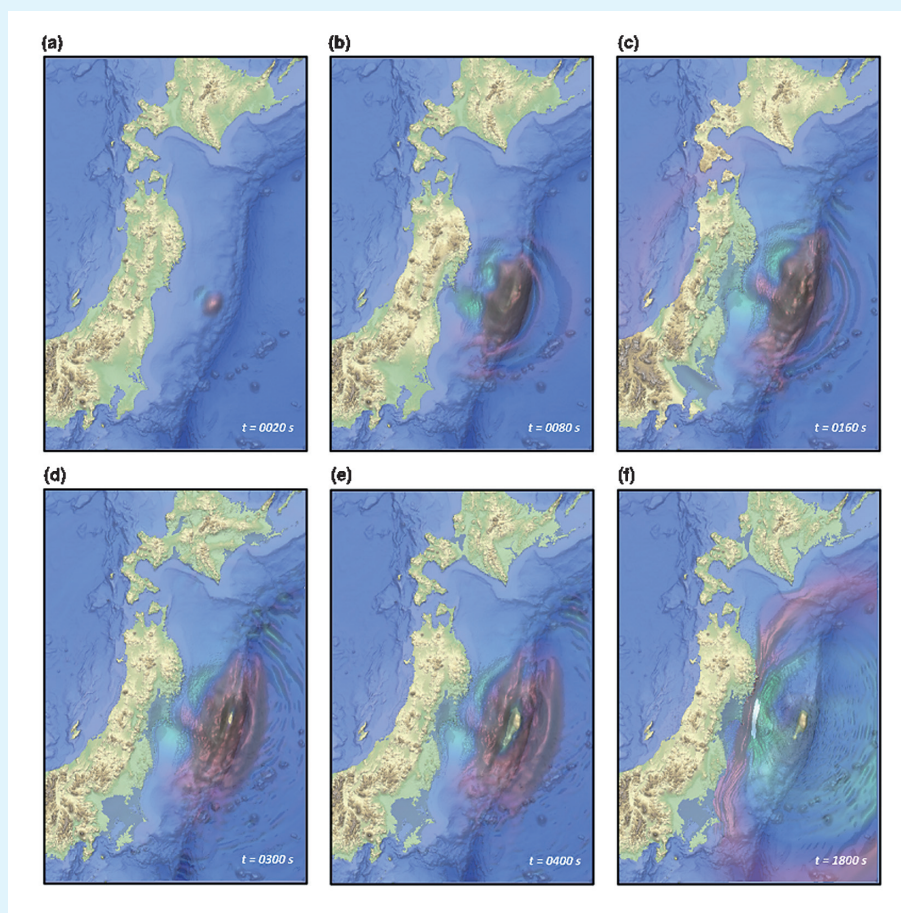 (a)
(b)
(c)
t = 0020 s
t = 0080 s
t = 0160 s
(d)
(e)
(f)
t = 0300 s
t = 0400 s
t = 1800 s